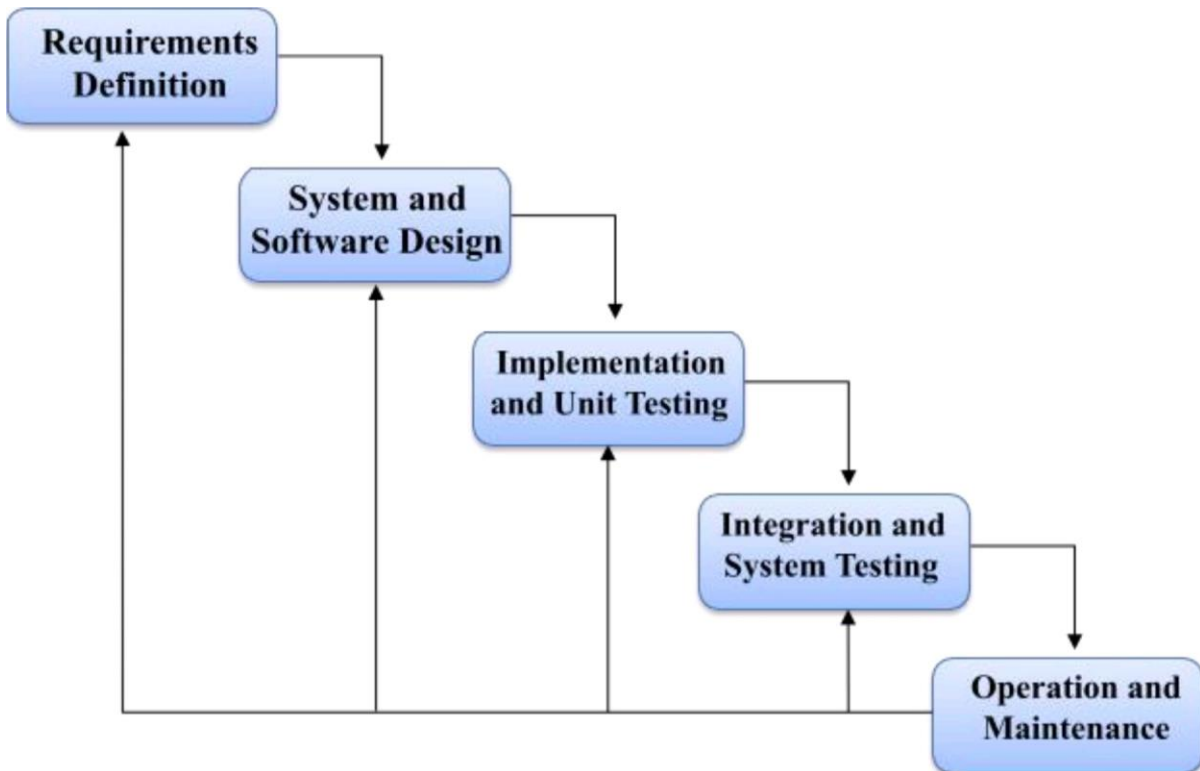 Requirements
Definition
System and
Software Design
Implementation
and Unit Testing
Integration and
System Testing
Operation and
Maintenance